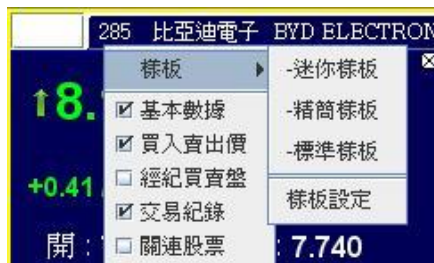 285 比亞迪電子 BYD ELECTRON
樣板
-迷你樣板
↑8.
基本數據
-精簡樣板
買入賣出價
-標準樣板
+0.41
經紀買賣盤
樣板設定
交易紀錄
開:
關連股票
: 7.740